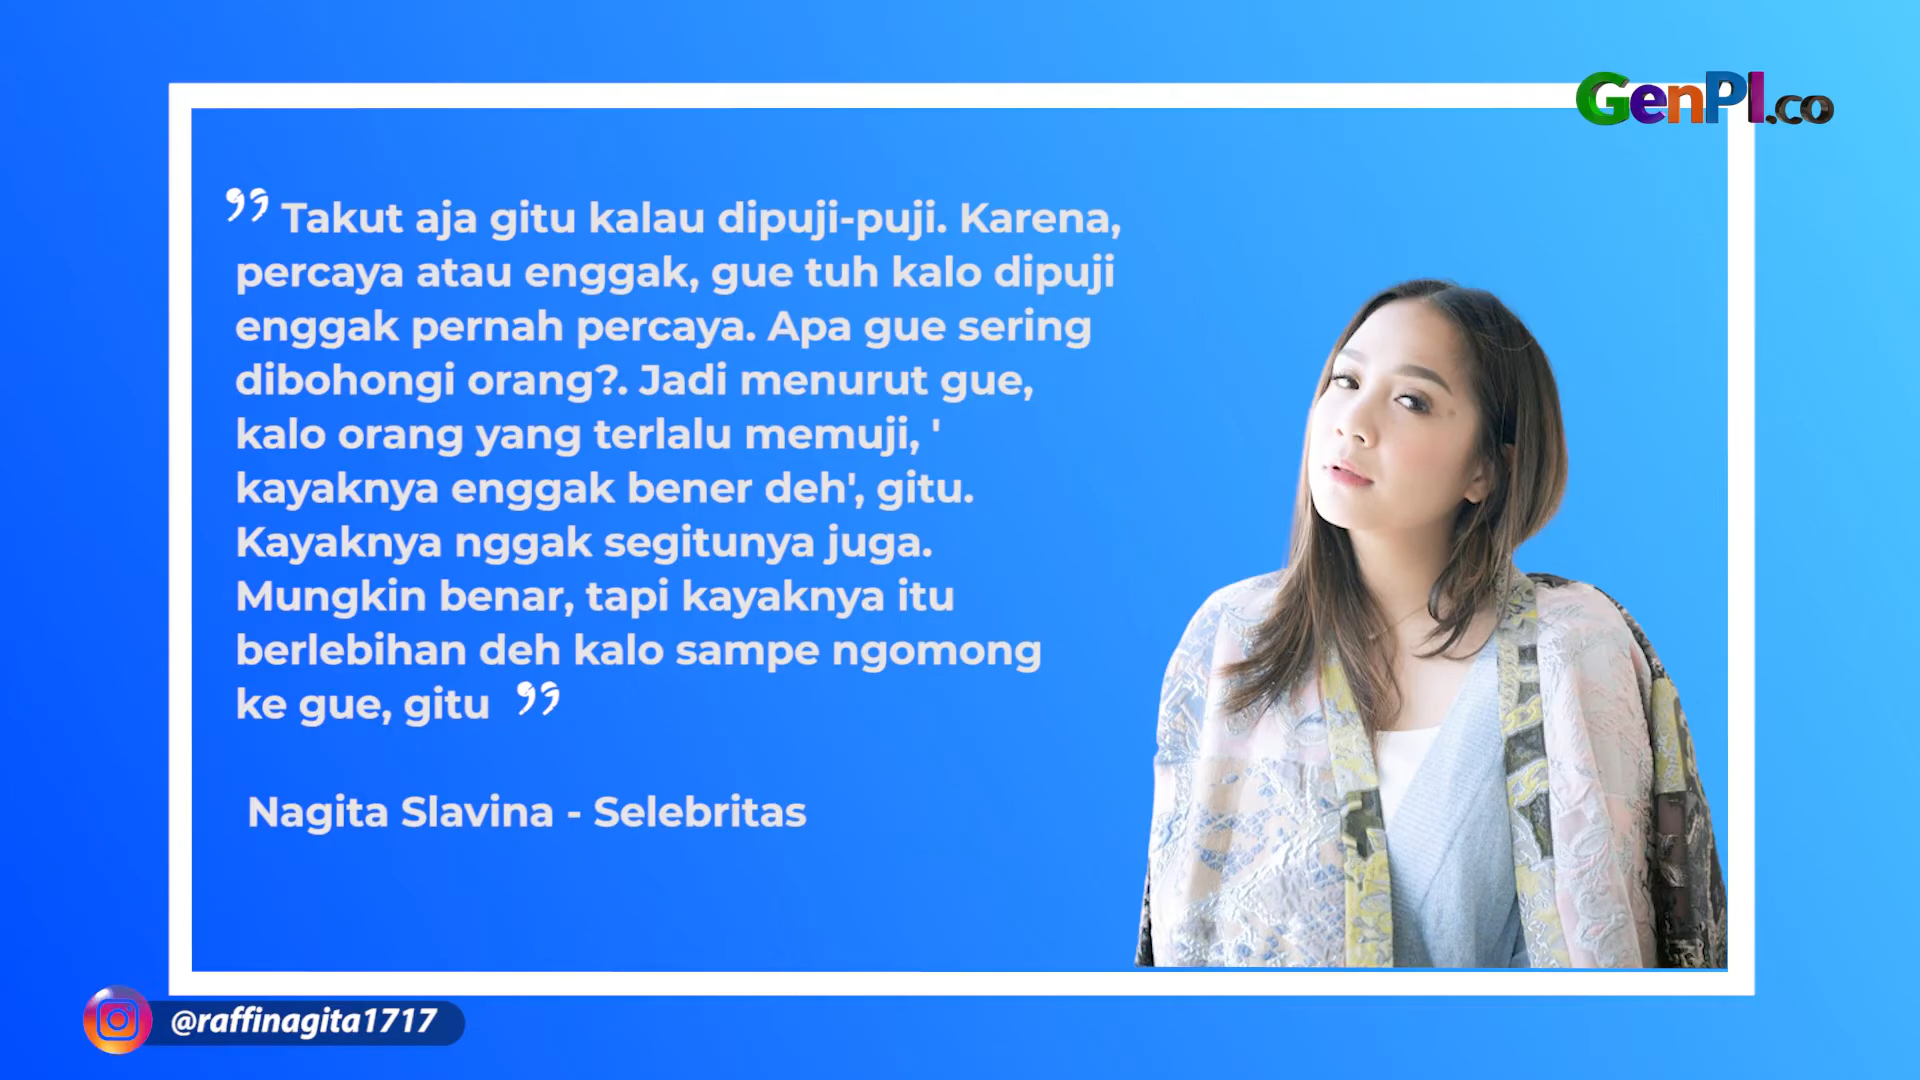 GenPI.co
”Takut aja gitu kalau dipuji-puji. Karena,
percaya atau enggak, gue tuh kalo dipuji
enggak pernah percaya. Apa gue sering
dibohongi orang?. Jadi menurut gue,
kalo orang yang terlalu memuji, '
kayaknya enggak bener deh', gitu.
Kayaknya nggak segitunya juga.
Mungkin benar, tapi kayaknya itu
berlebihan deh kalo sampe ngomong
ke gue, gitu ”
Nagita Slavina - Selebritas
@raffinagita1717